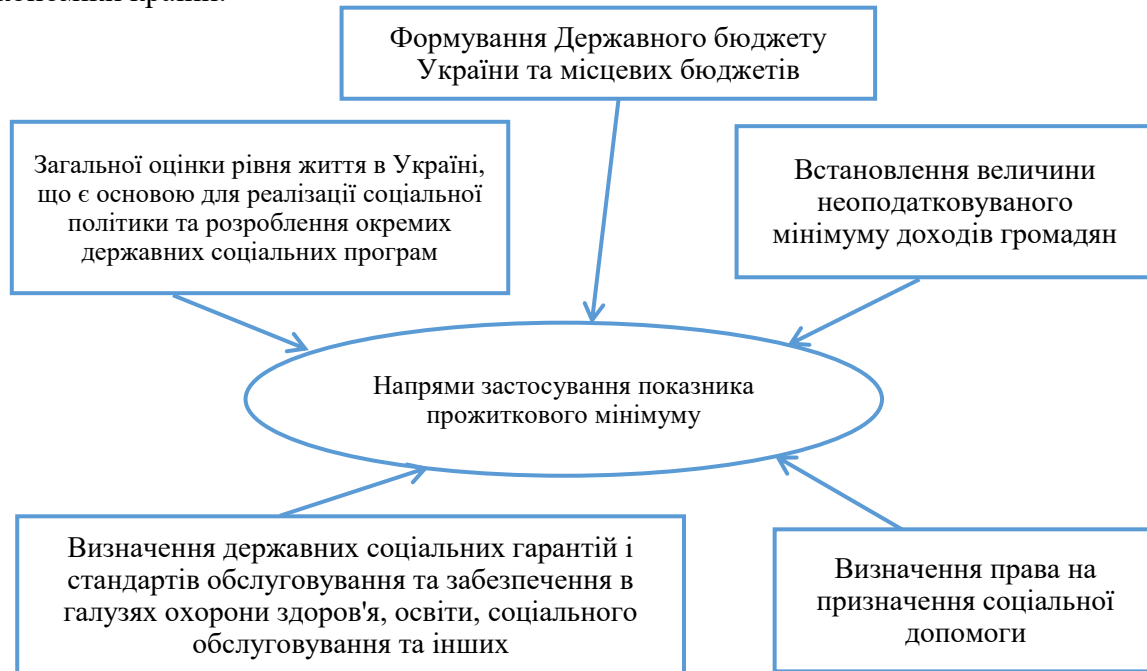 Формування Державного бюджету
України та місцевих бюджетів
Загальної оцінки рівня життя в Україні,
що є основою для реалізації соціальної
політики та розроблення окремих
державних соціальних програм
Встановлення величини
неоподатковуваного
мінімуму доходів громадян
Напрями застосування показника
прожиткового мінімуму
Визначення державних соціальних гарантій і
стандартів обслуговування та забезпечення в
галузях охорони здоров'я, освіти, соціального
обслуговування та інших
Визначення права на
призначення соціальної
допомоги